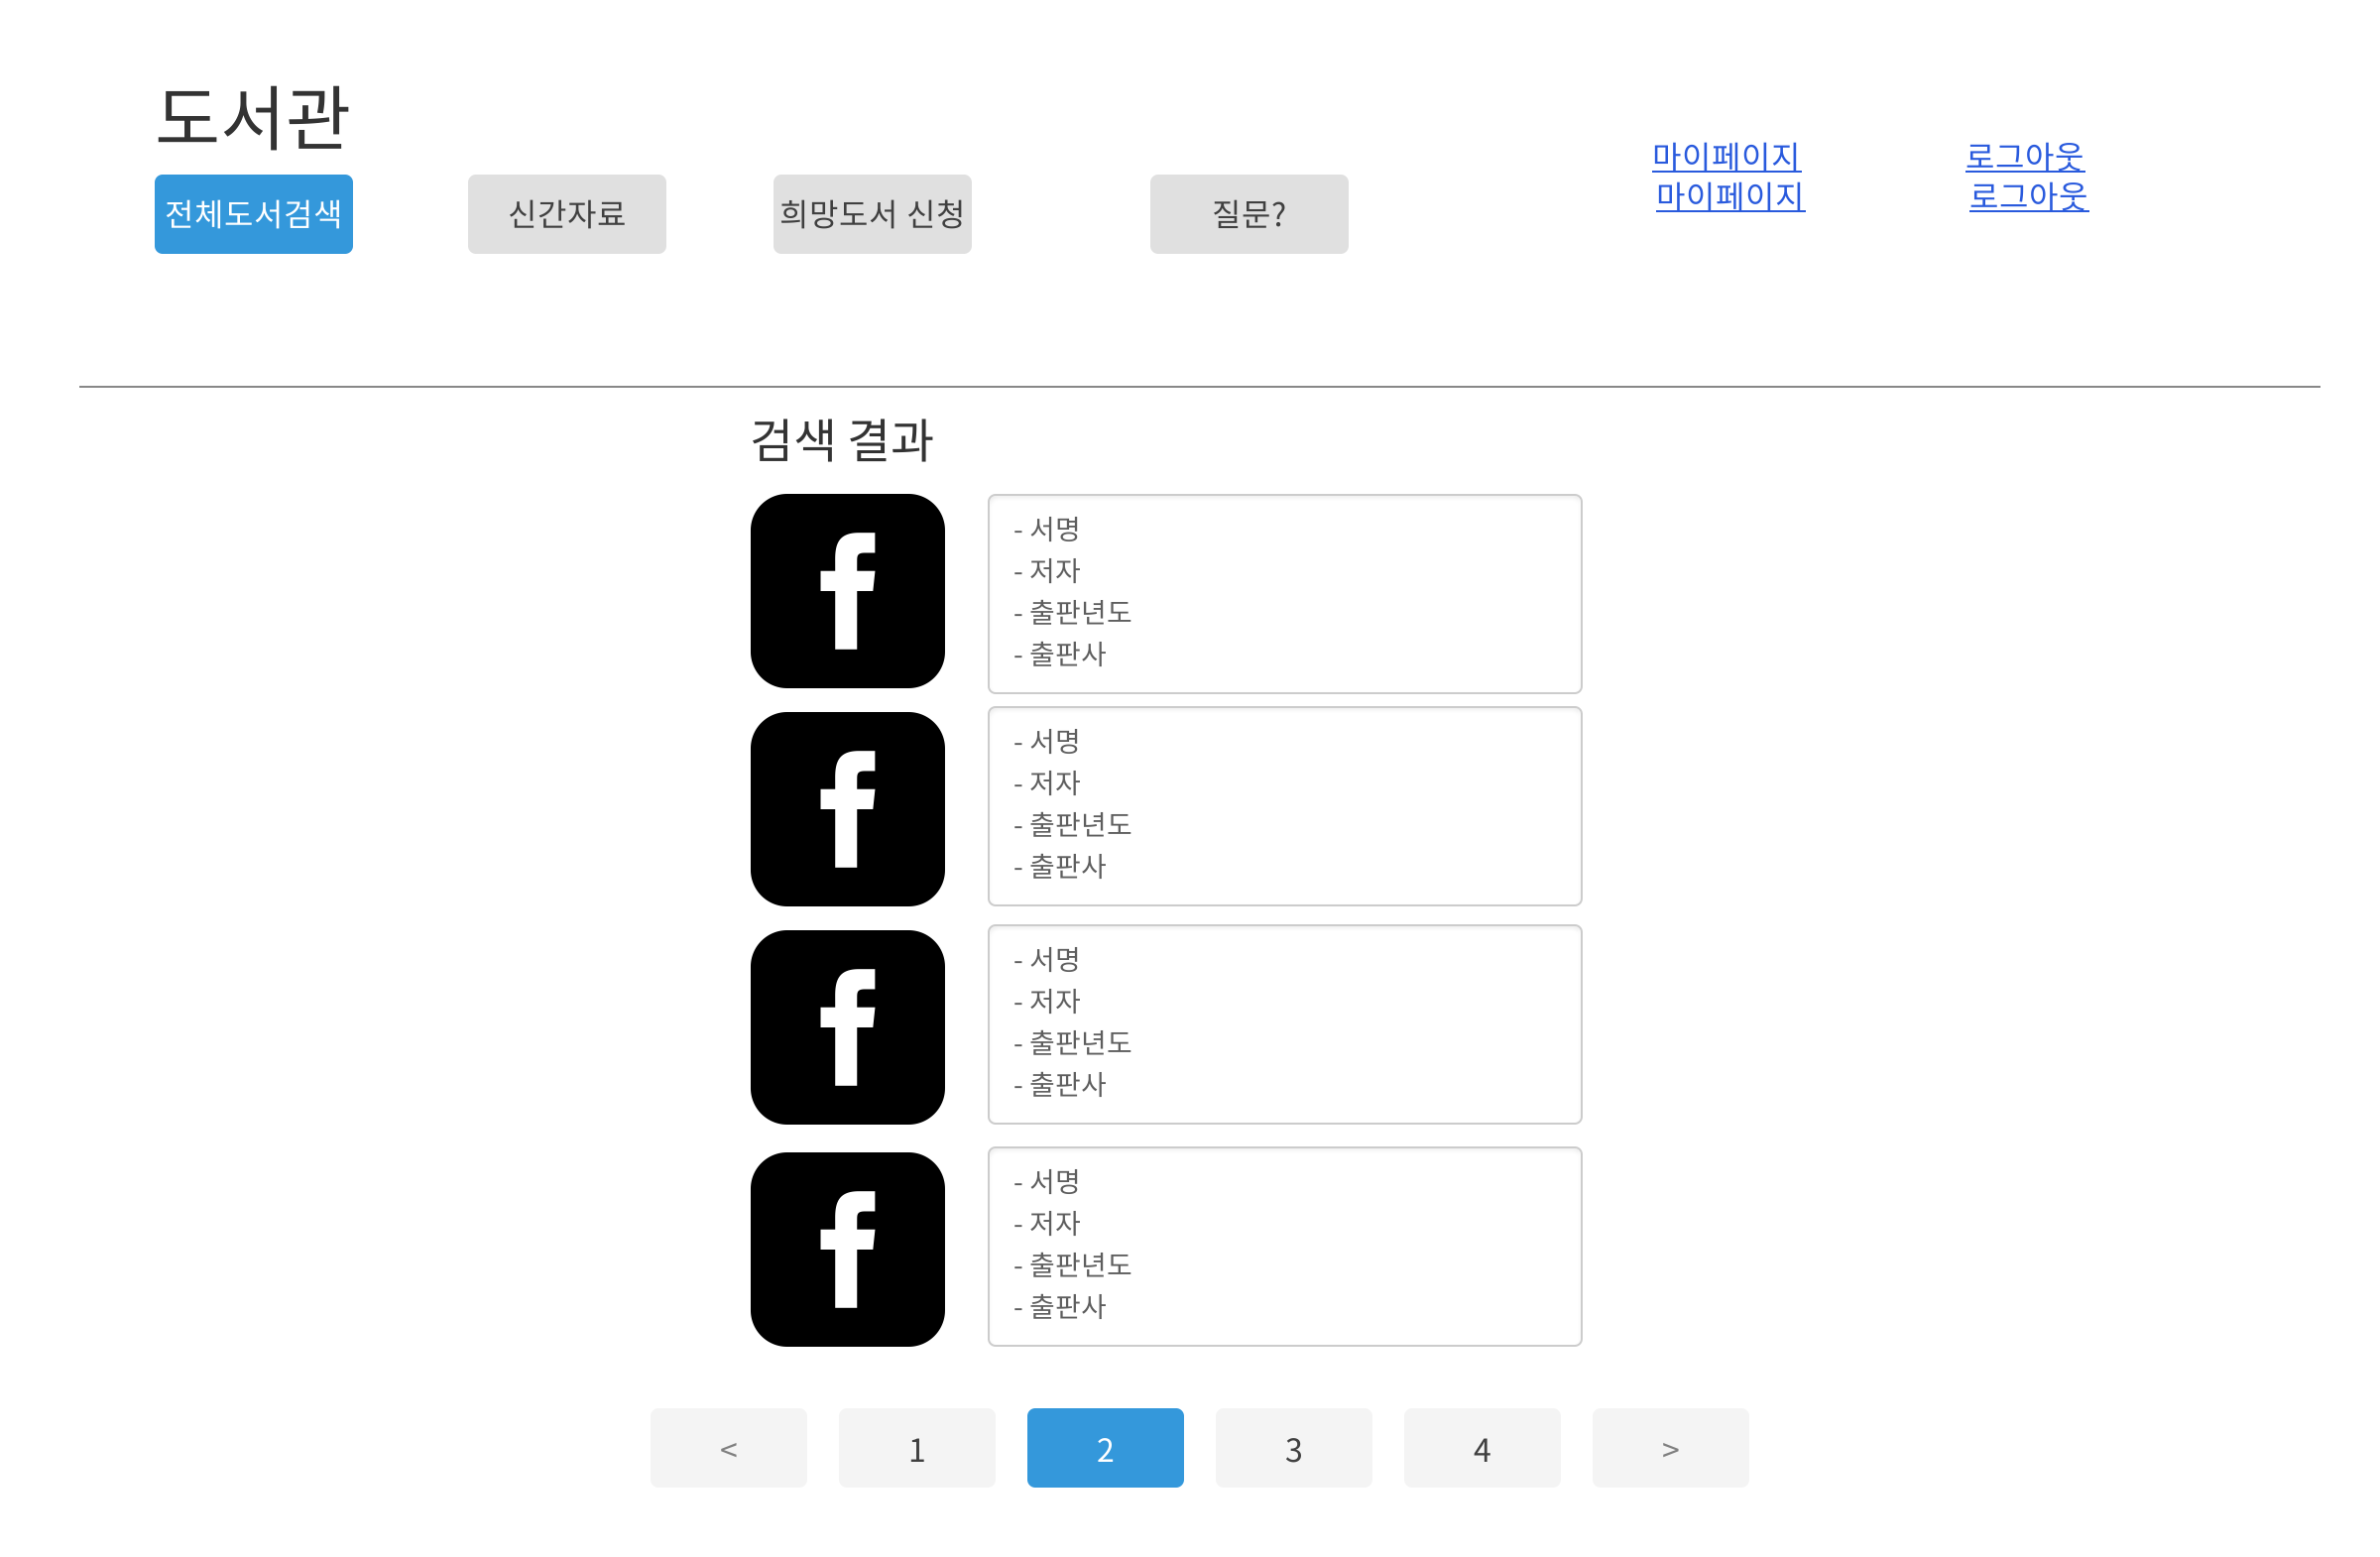 도서관
마이페이지 로그아웃
마이페이지 로그아웃
전체도서검색 신간자료 희망도서 신청 질문?
검색 결과
- 서명
- 저자
- 출판년도
- 출판사
- 서명
- 저자
- 출판년도
- 출판사
- 서명
- 저자
- 출판년도
- 출판사
- 서명
- 저자
- 출판년도
- 출판사
< 1 2 3 4 >